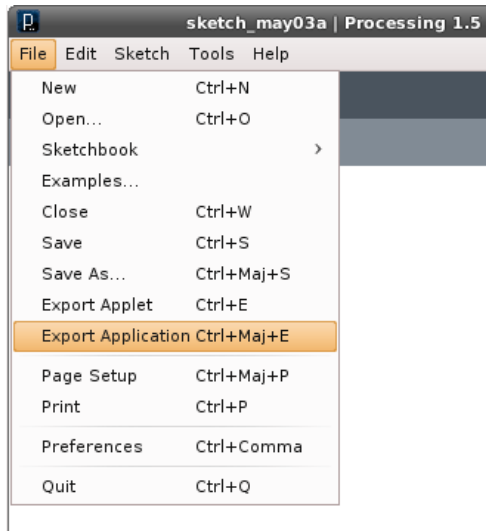 sketch_may03a | Processing 1.5
File Edit Sketch Tools Help
New Ctrl+N
Open... Ctrl+O
Sketchbook >
Examples...
Close Ctrl+W
Save Ctrl+S
Save As... Ctrl+Maj+S
Export Applet Ctrl+E
Export Application Ctrl+Maj+E
Page Setup Ctrl+Maj+P
Print Ctrl+P
Preferences Ctrl+Comma
Quit Ctrl+Q